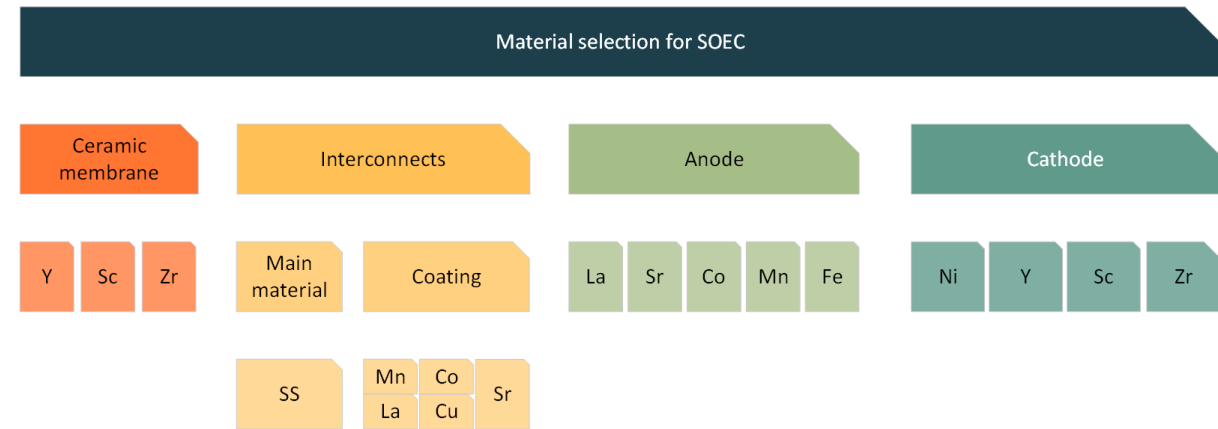 Material selection for SOEC
Ceramic
membrane
Interconnects
Anode
Cathode
Y
Sc
Zr
Main
material
Coating
La
Sr
Co
Mn
Fe
Ni
Y
Sc
Zr
SS
Mn
Co
Sr
La
Cu